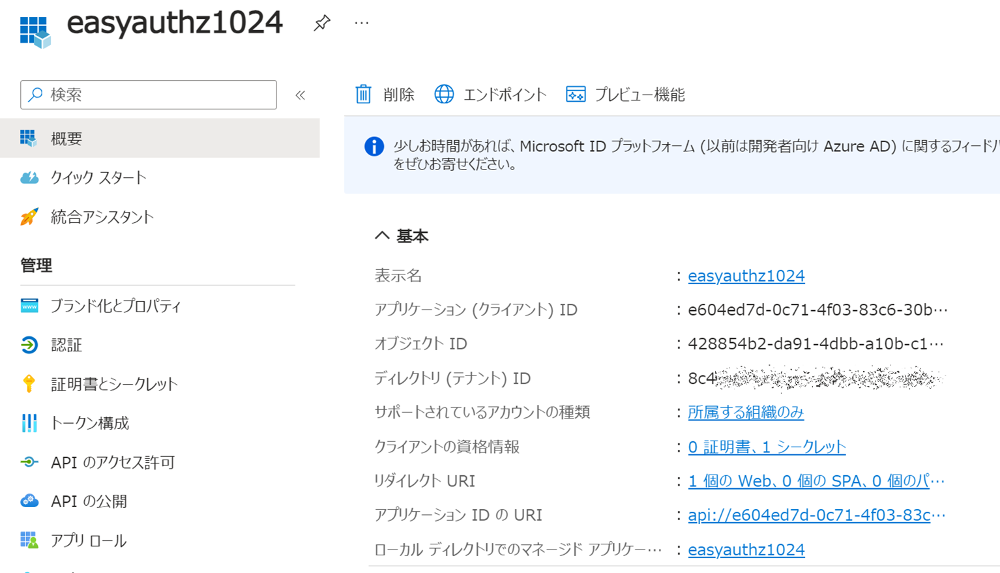 easyauthz1024
検索
削除
エンドポイント
プレビュー機能
概要
少しお時間があれば、Microsoft ID プラットフォーム (以前は開発者向け Azure AD) に関するフィード
をぜひお寄せください。
クイック スタート
統合アシスタント
管理
ブランド化とプロパティ
認証
証明書とシークレット
トークン構成
API のアクセス許可
API の公開
アプリ ロール
基本
表示名 : easyauthz1024
アプリケーション (クライアント) ID : e604ed7d-0c71-4f03-83c6-30b…
オブジェクト ID : 428854b2-da91-4dbb-a10b-c1…
ディレクトリ (テナント) ID : 8c4
サポートされているアカウントの種類 : 所属する組織のみ
クライアントの資格情報 : 0 証明書、1 シークレット
リダイレクト URI : 1 個の Web、0 個の SPA、0 個のパ…
アプリケーション ID の URI : api://e604ed7d-0c71-4f03-83c…
ローカル ディレクトリでのマネージド アプリケー… : easyauthz1024